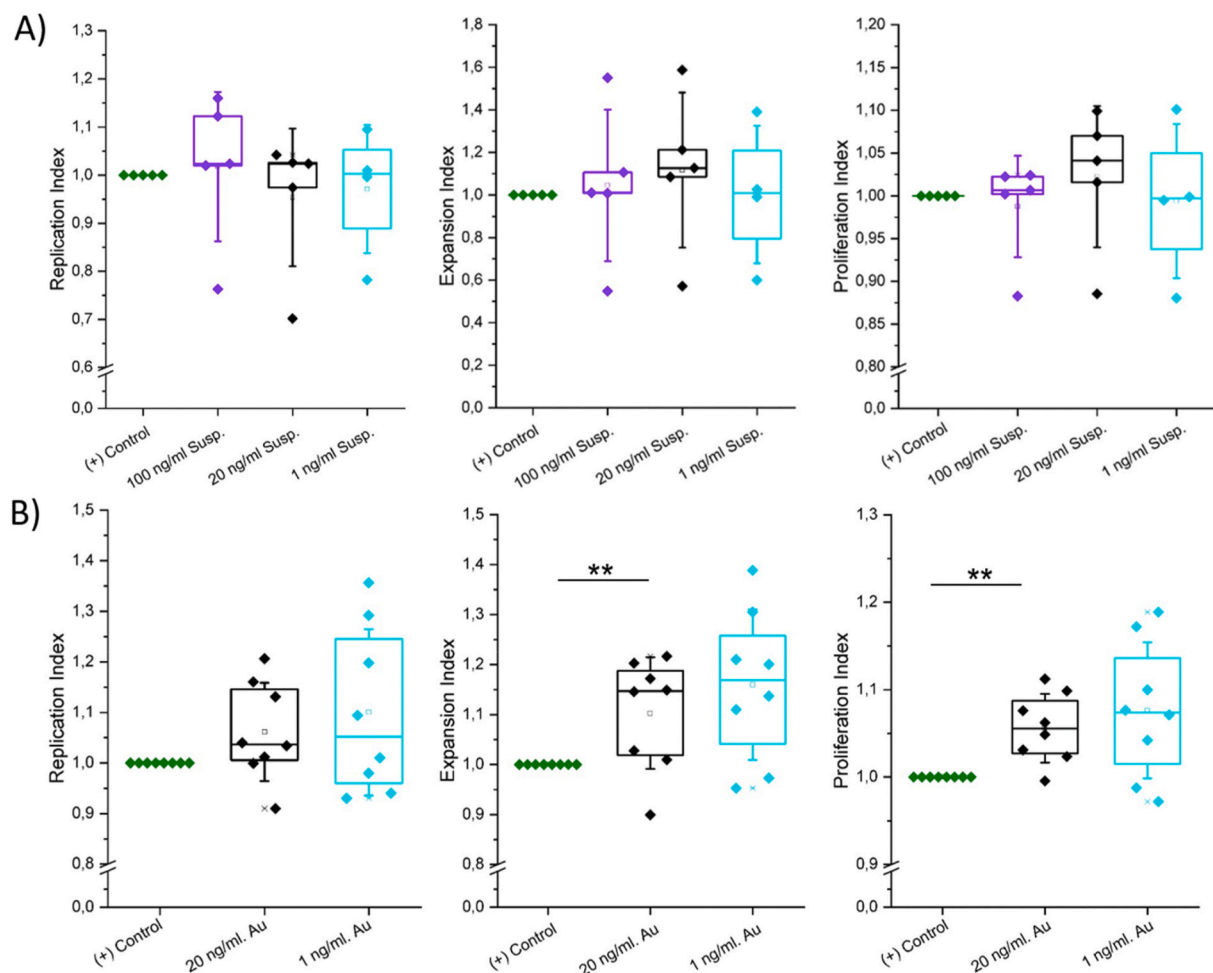 A)
Replication Index
1,3
1,2
1,1
1,0
0,9
0,8
0,7
0,6
0,0
(+) Control
100 ng/ml Susp.
20 ng/ml Susp.
1 ng/ml Susp.
Expansion Index
1,8
1,6
1,4
1,2
1,0
0,8
0,6
0,4
0,0
(+) Control
100 ng/ml Susp.
20 ng/ml Susp.
1 ng/ml Susp.
Proliferation Index
1,20
1,15
1,10
1,05
1,00
0,95
0,90
0,85
0,80
0,0
(+) Control
100 ng/ml Susp.
20 ng/ml Susp.
1 ng/ml Susp.
B)
Replication Index
1,5
1,4
1,3
1,2
1,1
1,0
0,9
0,8
0,0
(+) Control
20 ng/ml. Au
1 ng/ml. Au
Expansion Index
1,5
1,4
1,3
1,2
1,1
1,0
0,9
0,8
0,0
**
(+) Control
20 ng/ml. Au
1 ng/ml. Au
Proliferation Index
1,3
1,2
1,1
1,0
0,9
0,0
**
(+) Control
20 ng/ml. Au
1 ng/ml. Au